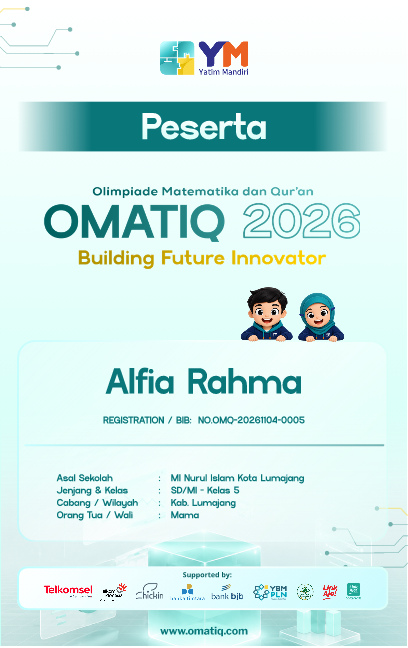 YM
Yatim Mandiri
Peserta
Olimpiade Matematika dan Qur'an
OMATIQ 2026
Building Future Innovator
Alfia Rahma
REGISTRATION / BIB: NO.OMQ-20261104-0005
Asal Sekolah : MI Nurul Islam Kota Lumajang
Jenjang & Kelas : SD/MI - Kelas 5
Cabang / Wilayah : Kab. Lumajang
Orang Tua / Wali : Mama
Supported by:
Telkomsel
Chickin
bank bjb
YBM PLN
LinkAja!
www.omatiq.com